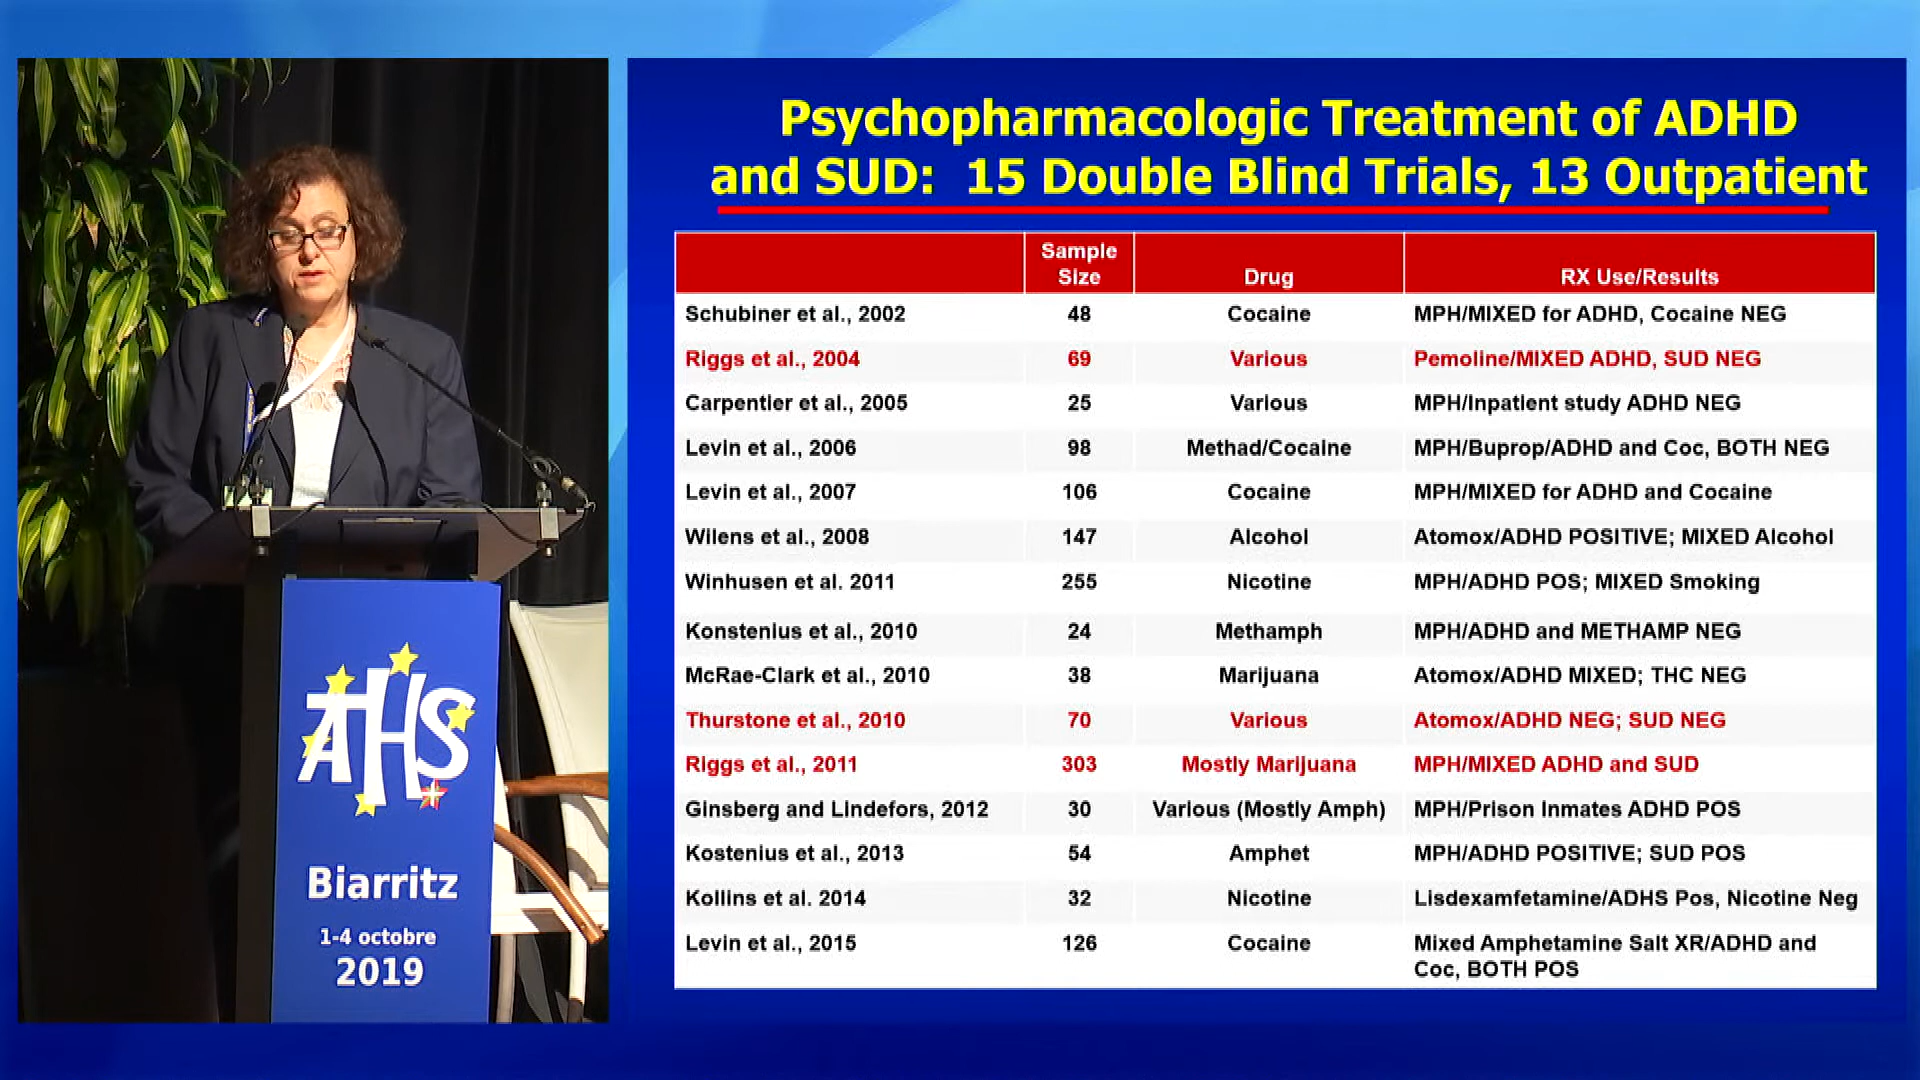 Psychopharmacologic Treatment of ADHD
and SUD: 15 Double Blind Trials, 13 Outpatient
Sample Size Drug RX Use/Results
Schubiner et al., 2002 48 Cocaine MPH/MIXED for ADHD, Cocaine NEG
Riggs et al., 2004 69 Various Pemoline/MIXED ADHD, SUD NEG
Carpentier et al., 2005 25 Various MPH/Inpatient study ADHD NEG
Levin et al., 2006 98 Methad/Cocaine MPH/Buprop/ADHD and Coc, BOTH NEG
Levin et al., 2007 106 Cocaine MPH/MIXED for ADHD and Cocaine
Wilens et al., 2008 147 Alcohol Atomox/ADHD POSITIVE; MIXED Alcohol
Winhusen et al. 2011 255 Nicotine MPH/ADHD POS; MIXED Smoking
Konstenius et al., 2010 24 Methamph MPH/ADHD and METHAMP NEG
McRae-Clark et al., 2010 38 Marijuana Atomox/ADHD MIXED; THC NEG
Thurstone et al., 2010 70 Various Atomox/ADHD NEG; SUD NEG
Riggs et al., 2011 303 Mostly Marijuana MPH/MIXED ADHD and SUD
Ginsberg and Lindefors, 2012 30 Various (Mostly Amph) MPH/Prison Inmates ADHD POS
Kostenius et al., 2013 54 Amphet MPH/ADHD POSITIVE; SUD POS
Kollins et al. 2014 32 Nicotine Lisdexamfetamine/ADHS Pos, Nicotine Neg
Levin et al., 2015 126 Cocaine Mixed Amphetamine Salt XR/ADHD and
Coc, BOTH POS
AHS
Biarritz
1-4 octobre
2019